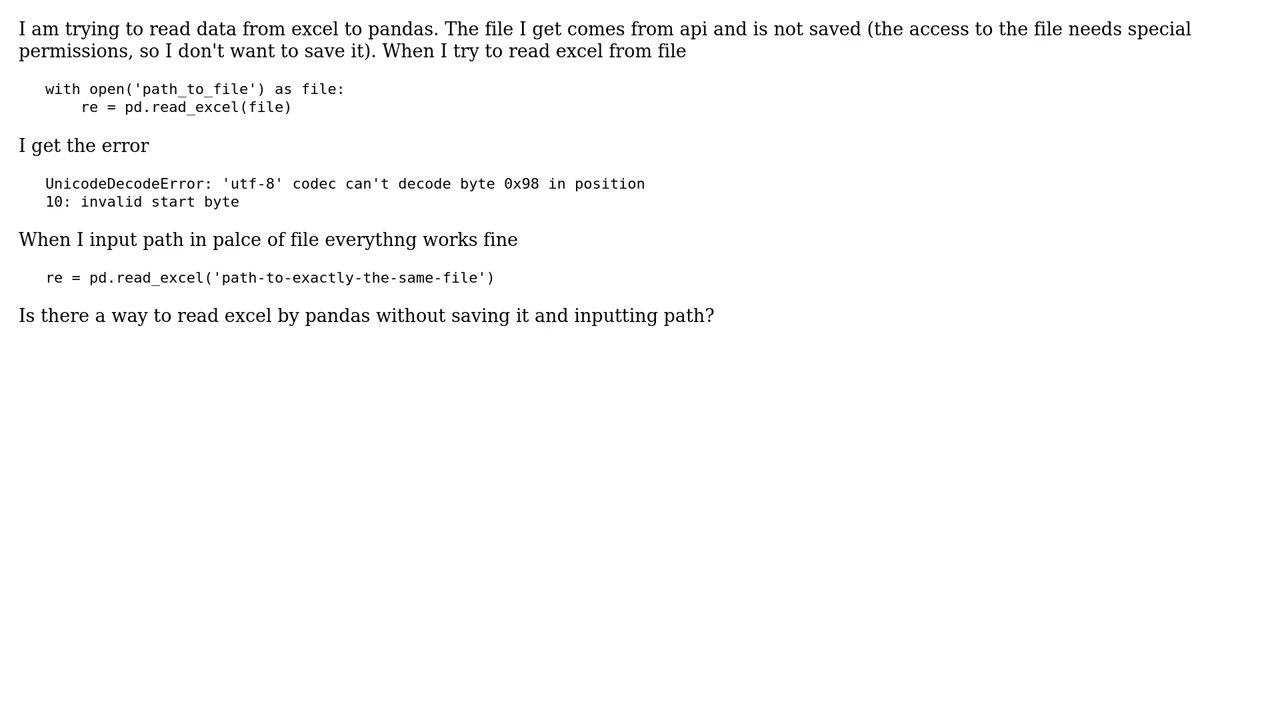 I am trying to read data from excel to pandas. The file I get comes from api and is not saved (the access to the file needs special
permissions, so I don't want to save it). When I try to read excel from file
with open('path_to_file') as file:
    re = pd.read_excel(file)
I get the error
UnicodeDecodeError: 'utf-8' codec can't decode byte 0x98 in position
10: invalid start byte
When I input path in palce of file everythng works fine
re = pd.read_excel('path-to-exactly-the-same-file')
Is there a way to read excel by pandas without saving it and inputting path?